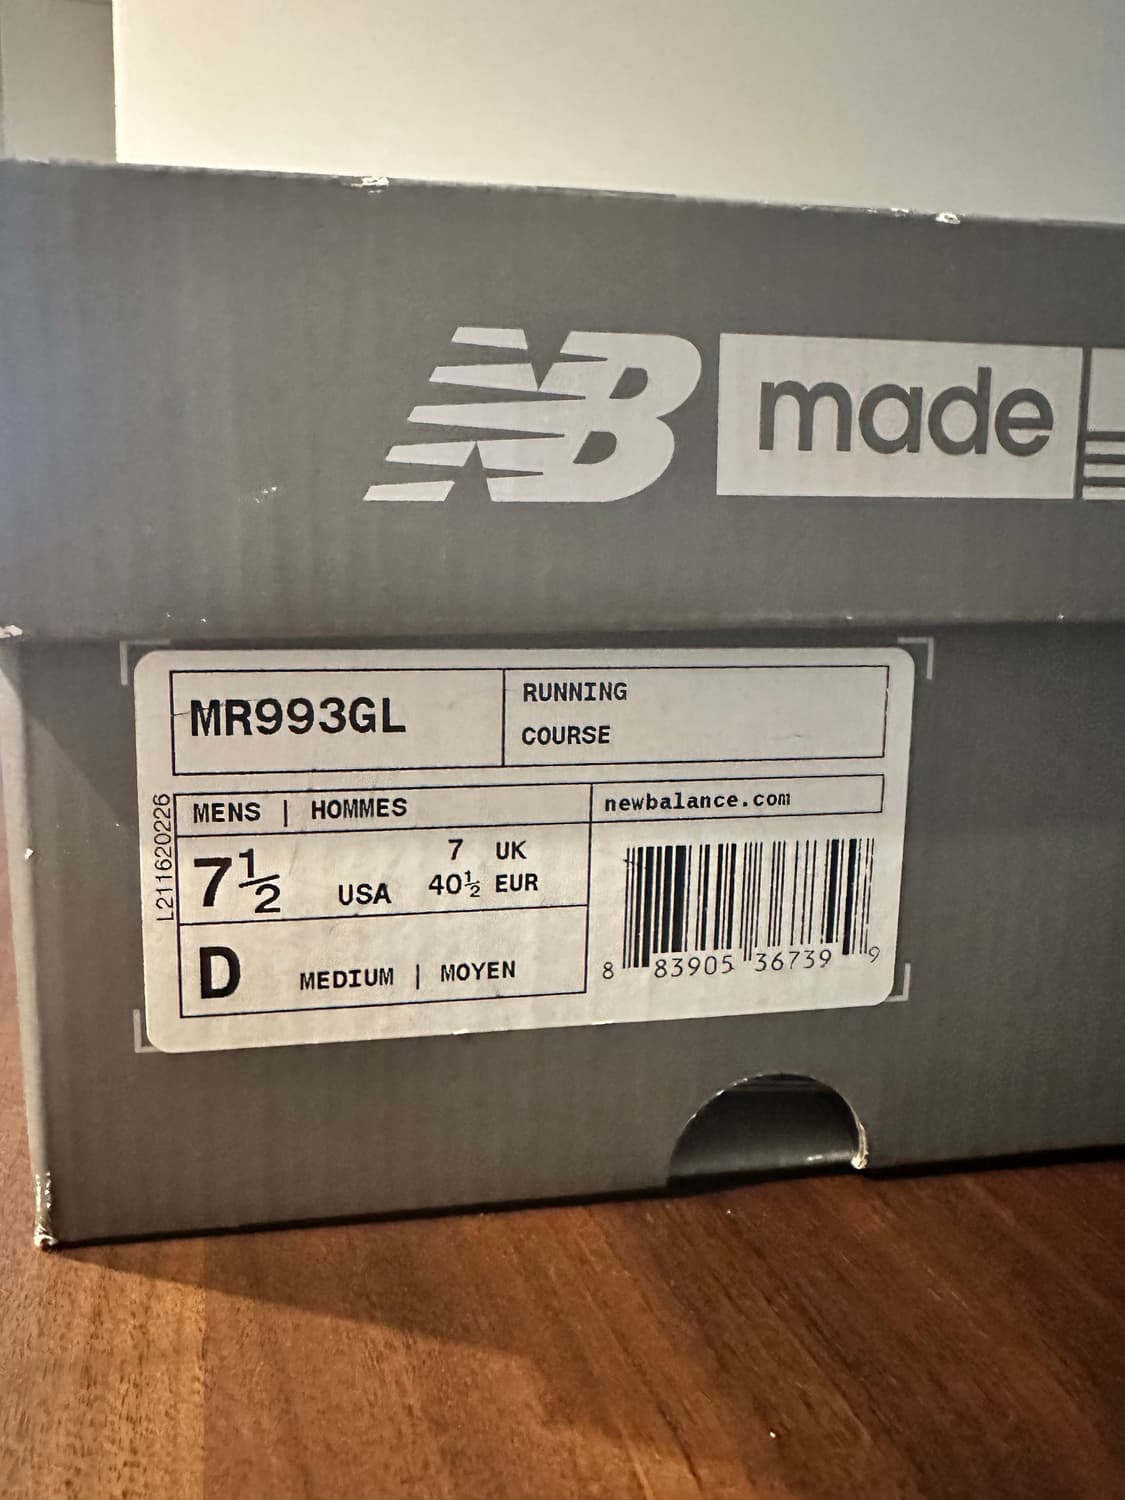 NB made
MR993GL
RUNNING
COURSE
L211620226
MENS | HOMMES
newbalance.com
7½ USA
7 UK
40½ EUR
D MEDIUM | MOYEN
8 83905 36739 9